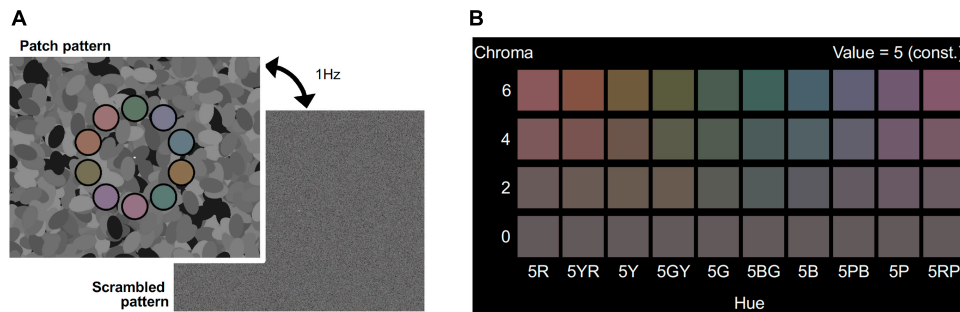 A
Patch pattern
1Hz
Scrambled
pattern
B
Chroma
Value = 5 (const.)
6
4
2
0
5R 5YR 5Y 5GY 5G 5BG 5B 5PB 5P 5RP
Hue